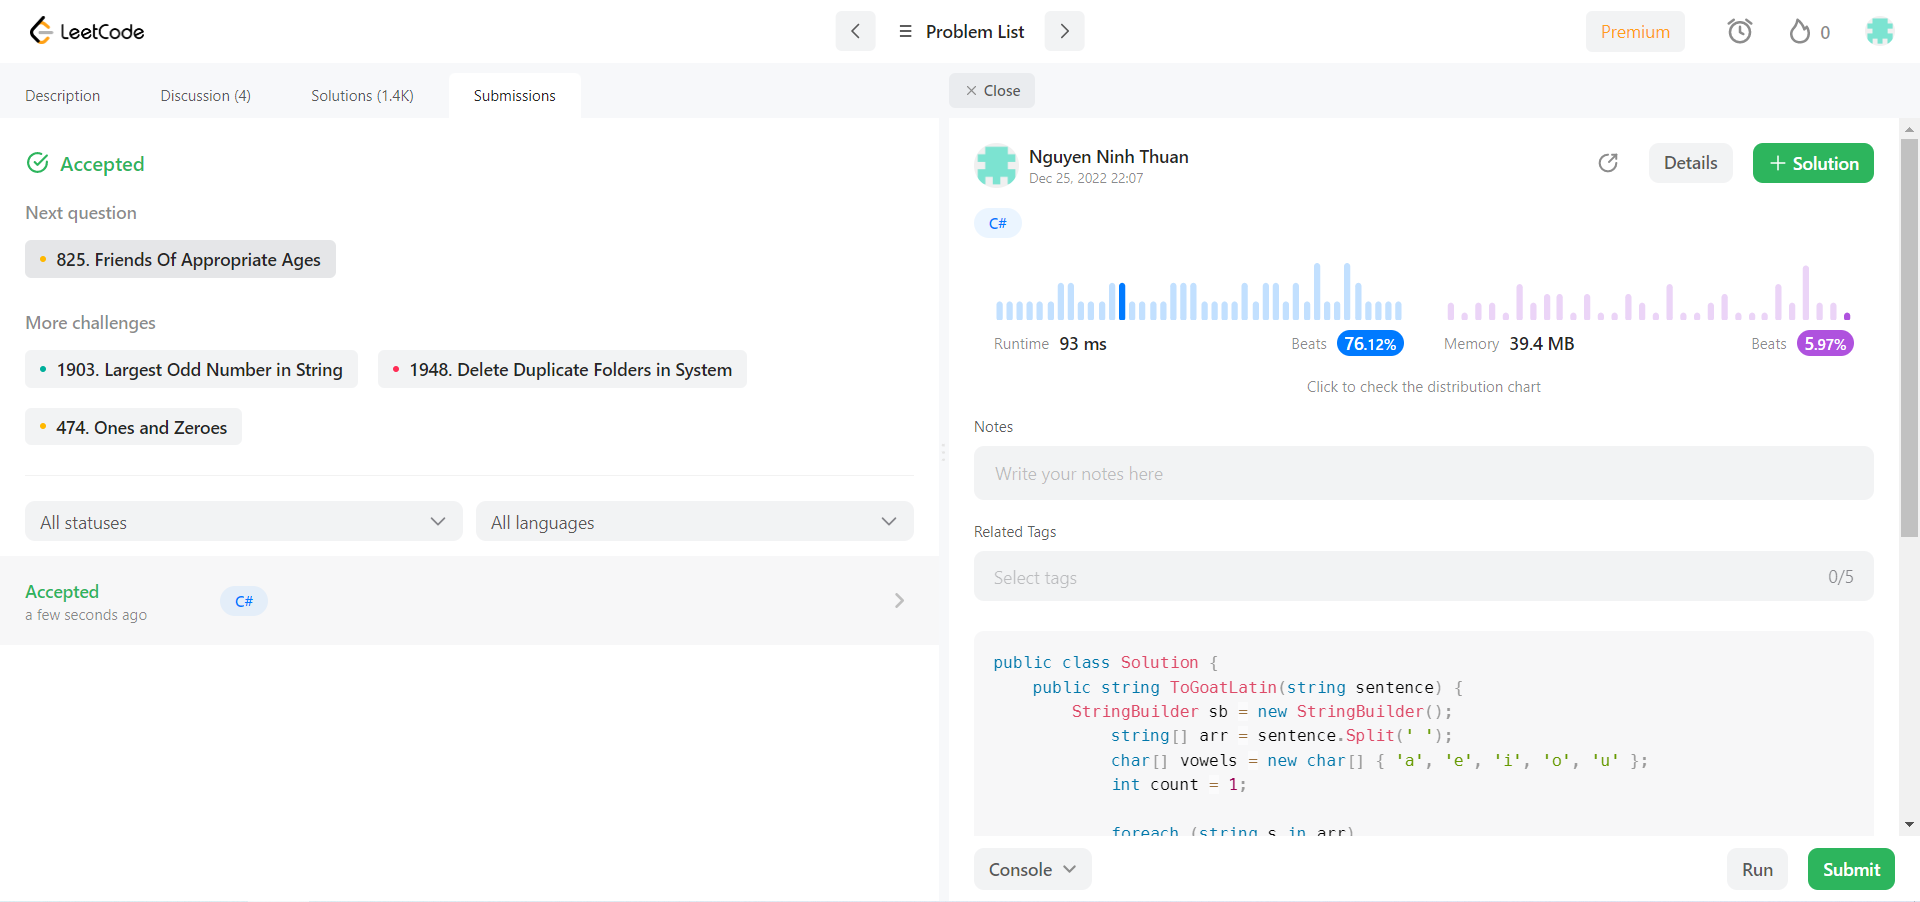 LeetCode
Problem List
Premium
0
Description
Discussion (4)
Solutions (1.4K)
Submissions
Close
Accepted
Next question
825. Friends Of Appropriate Ages
More challenges
1903. Largest Odd Number in String
1948. Delete Duplicate Folders in System
474. Ones and Zeroes
All statuses
All languages
Accepted
a few seconds ago
C#
Nguyen Ninh Thuan
Dec 25, 2022 22:07
Details
+ Solution
C#
Runtime 93 ms
Beats 76.12%
Memory 39.4 MB
Beats 5.97%
Click to check the distribution chart
Notes
Write your notes here
Related Tags
Select tags
0/5
public class Solution {
public string ToGoatLatin(string sentence) {
StringBuilder sb = new StringBuilder();
string[] arr = sentence.Split(' ');
char[] vowels = new char[] { 'a', 'e', 'i', 'o', 'u' };
int count = 1;
foreach (string s in arr)
Console
Run
Submit